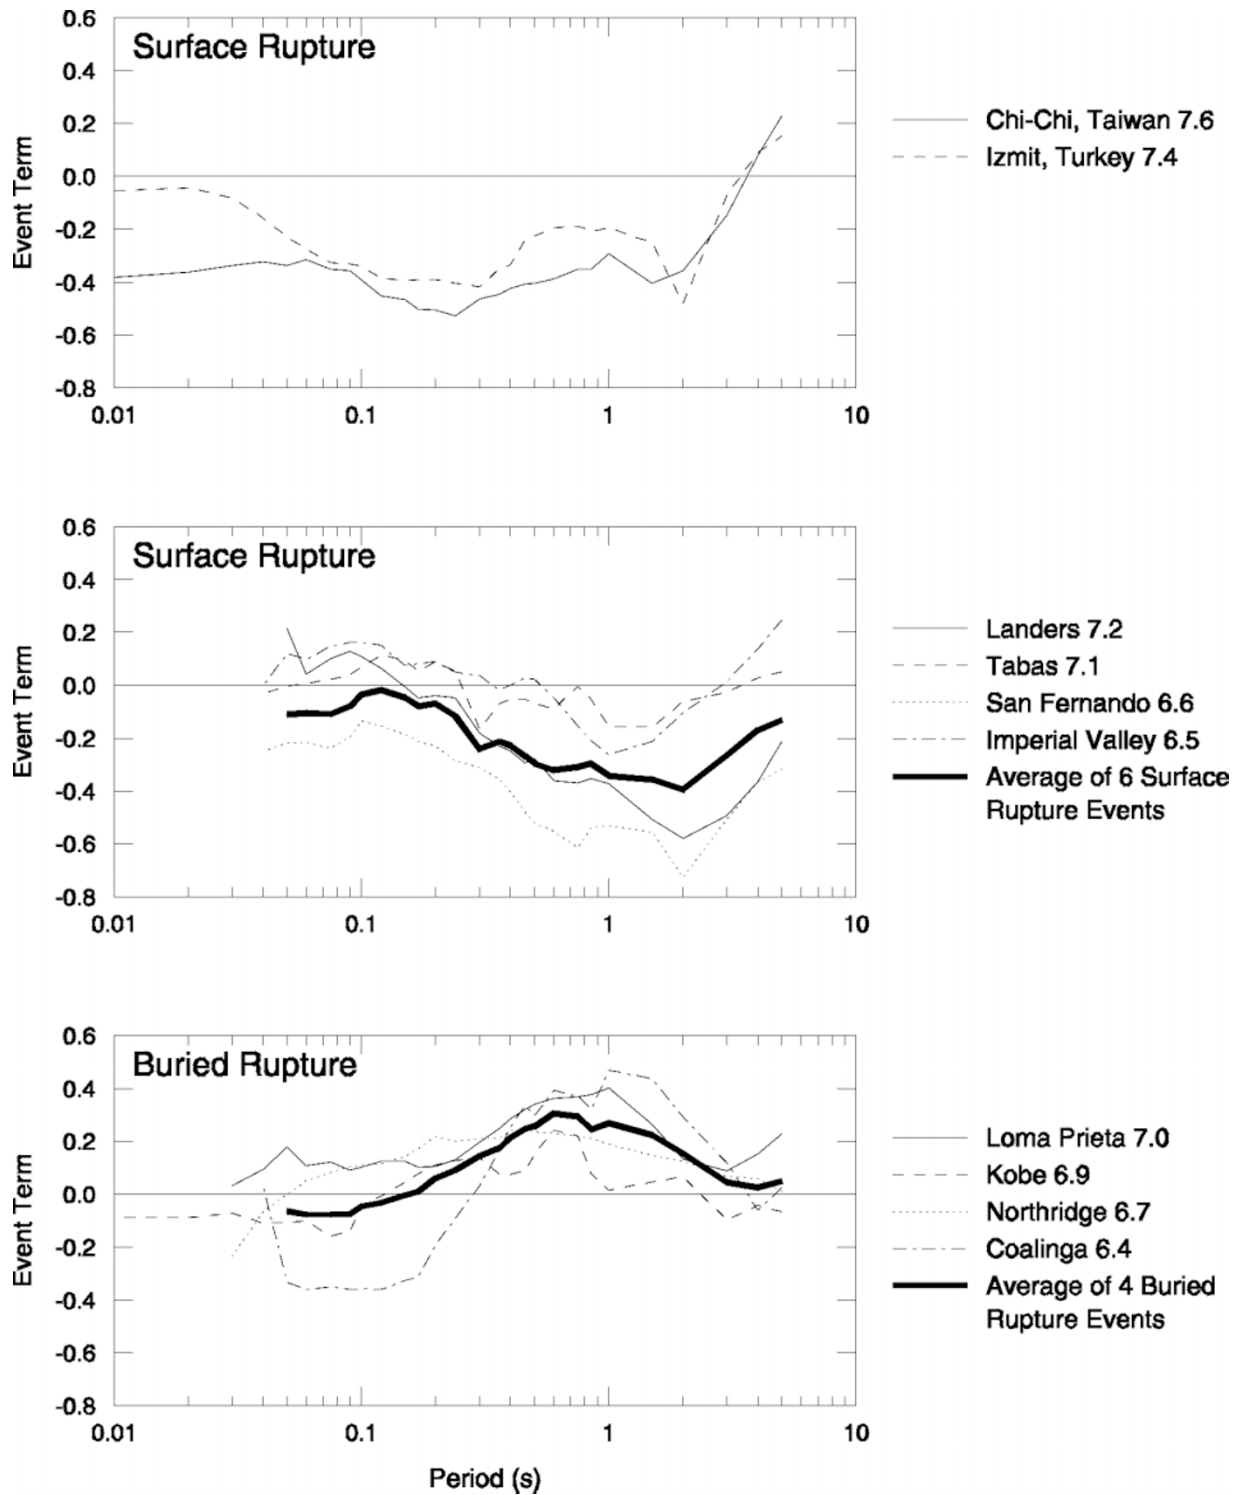 Surface Rupture
0.6
0.4
0.2
0.0
-0.2
-0.4
-0.6
-0.8
Event Term
0.01 0.1 1 10
Chi-Chi, Taiwan 7.6
Izmit, Turkey 7.4
Surface Rupture
0.6
0.4
0.2
0.0
-0.2
-0.4
-0.6
-0.8
Event Term
0.01 0.1 1 10
Landers 7.2
Tabas 7.1
San Fernando 6.6
Imperial Valley 6.5
Average of 6 Surface
Rupture Events
Buried Rupture
0.6
0.4
0.2
0.0
-0.2
-0.4
-0.6
-0.8
Event Term
0.01 0.1 1 10
Period (s)
Loma Prieta 7.0
Kobe 6.9
Northridge 6.7
Coalinga 6.4
Average of 4 Buried
Rupture Events